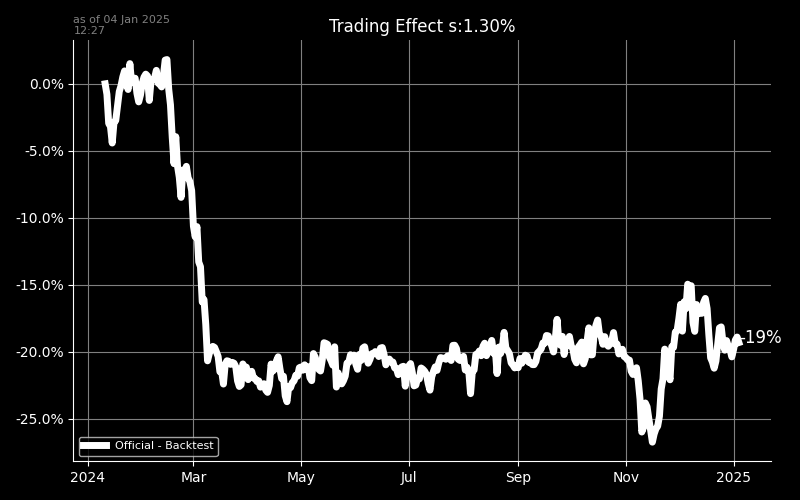 as of 04 Jan 2025
12:27
Trading Effect s:1.30%
0.0%
-5.0%
-10.0%
-15.0%
-20.0%
-25.0%
-19%
Official - Backtest
2024 Mar May Jul Sep Nov 2025